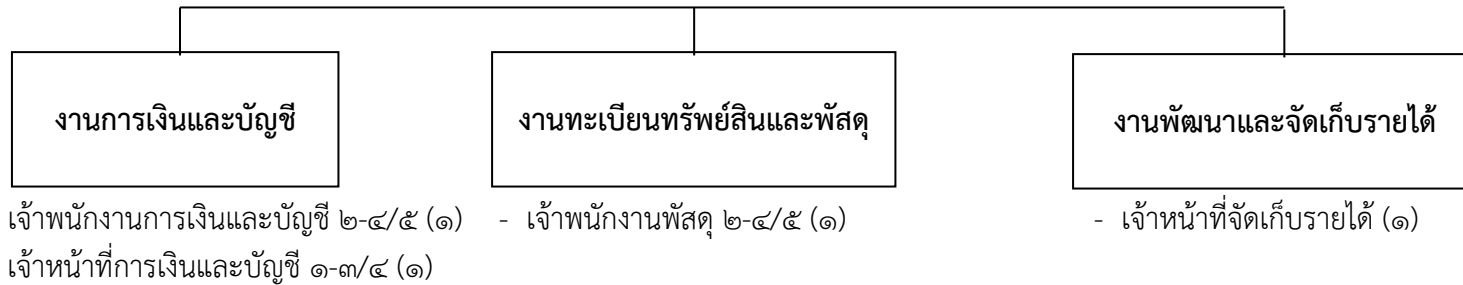 งานการเงินและบัญชี
งานทะเบียนทรัพย์สินและพัสดุ
งานพัฒนาและจัดเก็บรายได้
เจ้าพนักงานการเงินและบัญชี ๒-๔/๕ (๑)
เจ้าหน้าที่การเงินและบัญชี ๑-๓/๔ (๑)
- เจ้าพนักงานพัสดุ ๒-๔/๕ (๑)
- เจ้าหน้าที่จัดเก็บรายได้ (๑)